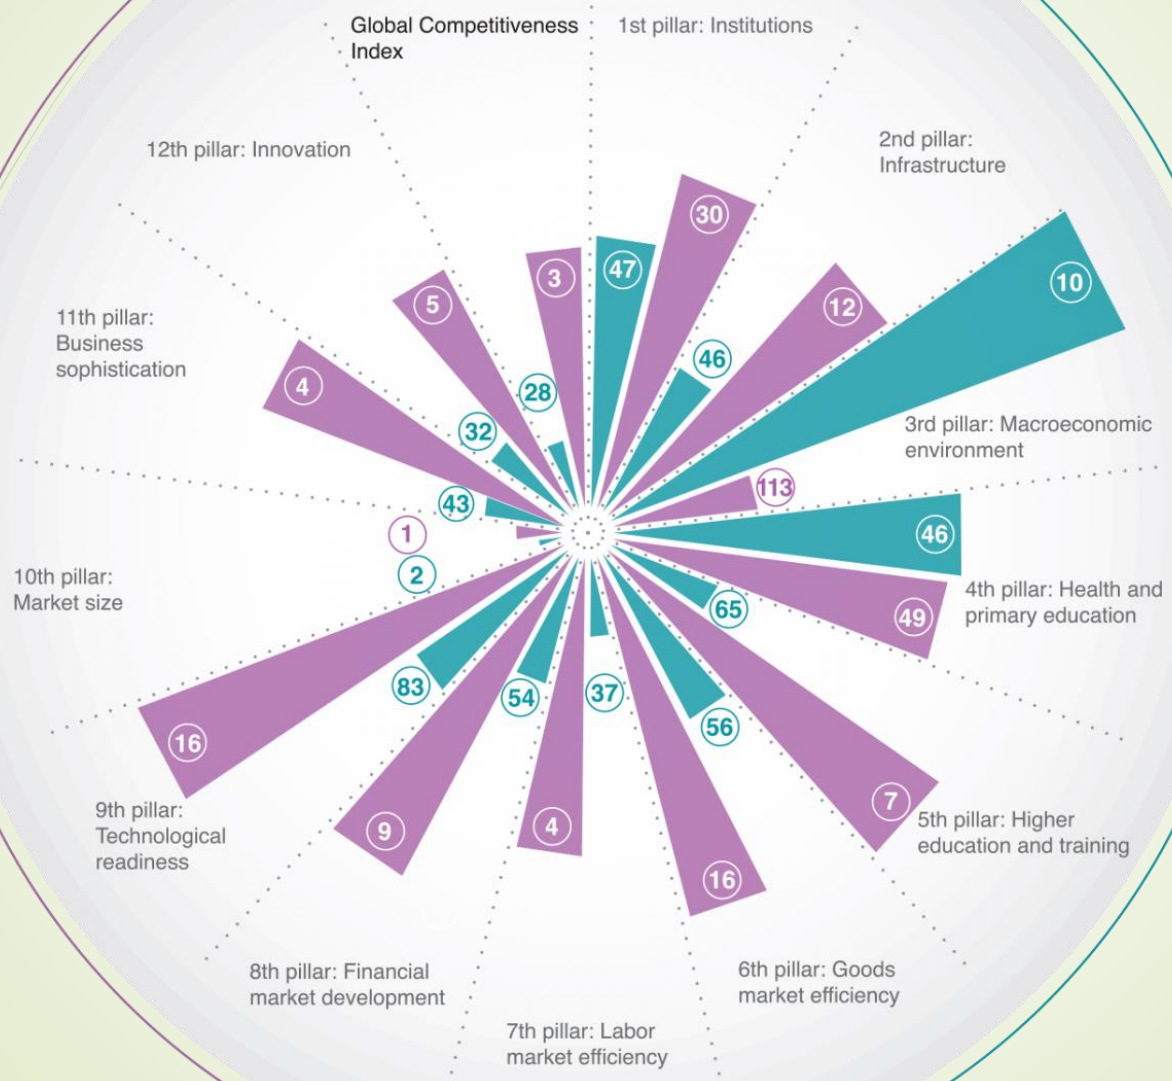 Global Competitiveness
Index
3
28
1st pillar: Institutions
47
30
2nd pillar:
Infrastructure
46
12
3rd pillar: Macroeconomic
environment
10
113
4th pillar: Health and
primary education
46
49
5th pillar: Higher
education and training
65
7
6th pillar: Goods
market efficiency
56
16
7th pillar: Labor
market efficiency
37
4
8th pillar: Financial
market development
54
9
9th pillar:
Technological
readiness
83
16
10th pillar:
Market size
2
1
11th pillar:
Business
sophistication
43
4
12th pillar: Innovation
32
5